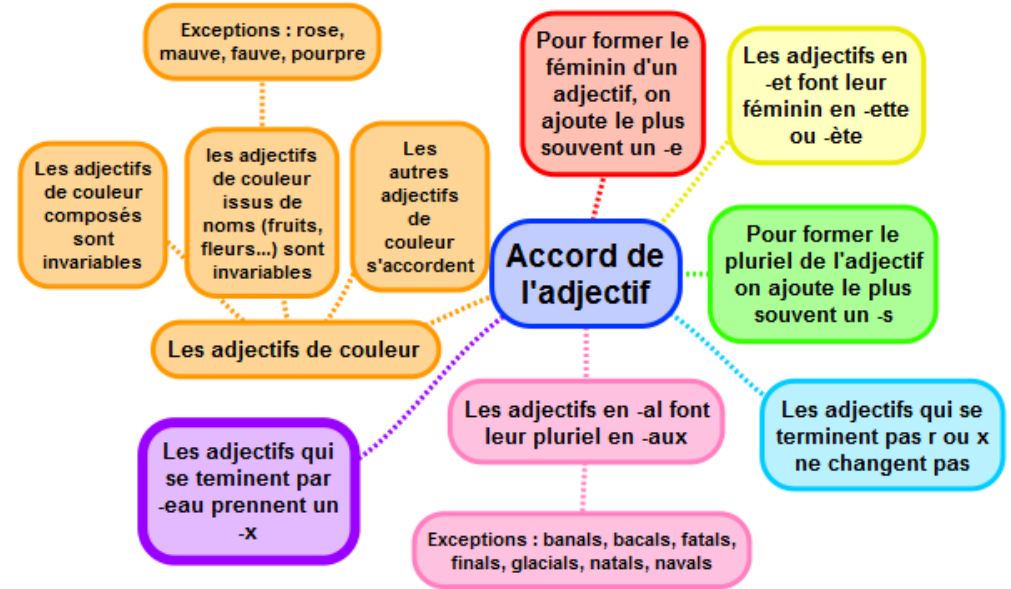 Exceptions : rose,
mauve, fauve, pourpre
Pour former le
féminin d'un
adjectif, on
ajoute le plus
souvent un -e
Les adjectifs en
-et font leur
féminin en -ette
ou -ète
Les adjectifs
de couleur
composés
sont
invariables
les adjectifs
de couleur
issus de
noms (fruits,
fleurs...) sont
invariables
Les
autres
adjectifs
de
couleur
s'accordent
Accord de
l'adjectif
Pour former le
pluriel de l'adjectif
on ajoute le plus
souvent un -s
Les adjectifs de couleur
Les adjectifs qui
se teminent par
-eau prennent un
-x
Les adjectifs en -al font
leur pluriel en -aux
Les adjectifs qui se
terminent pas r ou x
ne changent pas
Exceptions : banals, bacals, fatals,
finals, glacials, natals, navals